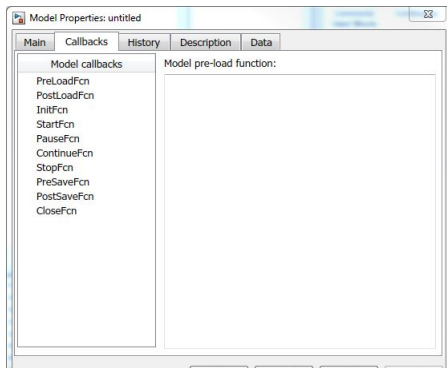 Model Properties: untitled
Main Callbacks History Description Data
Model callbacks
Model pre-load function:
PreLoadFcn
PostLoadFcn
InitFcn
StartFcn
PauseFcn
ContinueFcn
StopFcn
PreSaveFcn
PostSaveFcn
CloseFcn